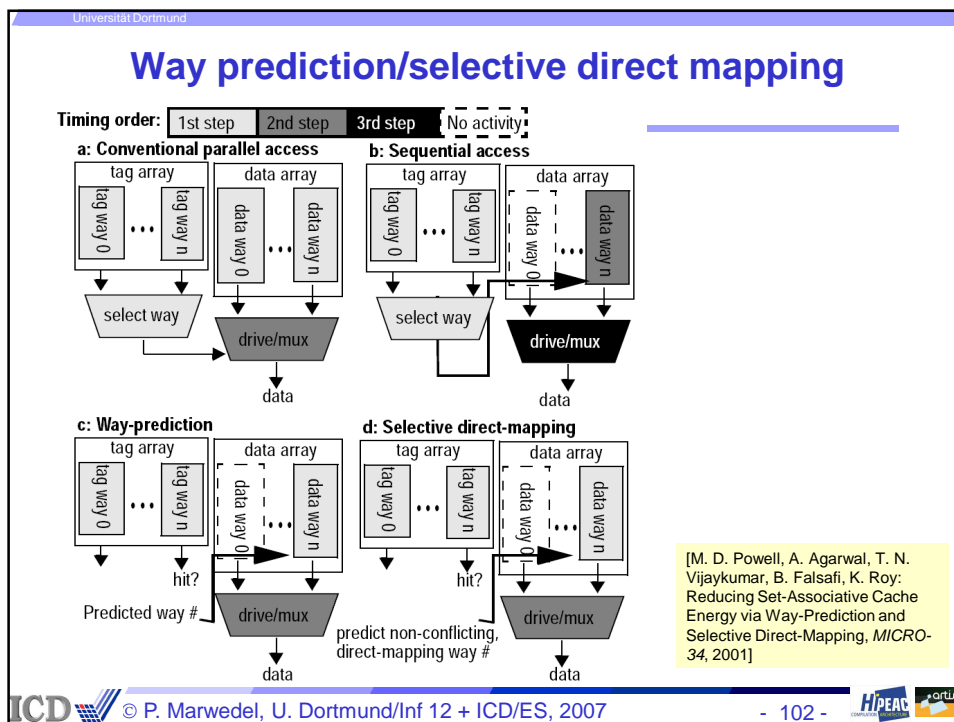 Universität Dortmund
Way prediction/selective direct mapping
Timing order: 1st step 2nd step 3rd step No activity
a: Conventional parallel access
tag array
tag way 0
•••
tag way n
data array
data way 0
•••
data way n
select way
drive/mux
data
b: Sequential access
tag array
tag way 0
•••
tag way n
data array
data way 0
•••
data way n
select way
drive/mux
data
c: Way-prediction
tag array
tag way 0
•••
tag way n
data array
data way 0
•••
data way n
hit?
Predicted way #
drive/mux
data
d: Selective direct-mapping
tag array
tag way 0
•••
tag way n
data array
data way 0
•••
data way n
hit?
predict non-conflicting,
direct-mapping way #
drive/mux
data
[M. D. Powell, A. Agarwal, T. N.
Vijaykumar, B. Falsafi, K. Roy:
Reducing Set-Associative Cache
Energy via Way-Prediction and
Selective Direct-Mapping, MICRO-
34, 2001]
ICD
© P. Marwedel, U. Dortmund/Inf 12 + ICD/ES, 2007
- 102 -
HiPEAC
COMPILATION ARCHITECTURE
arti